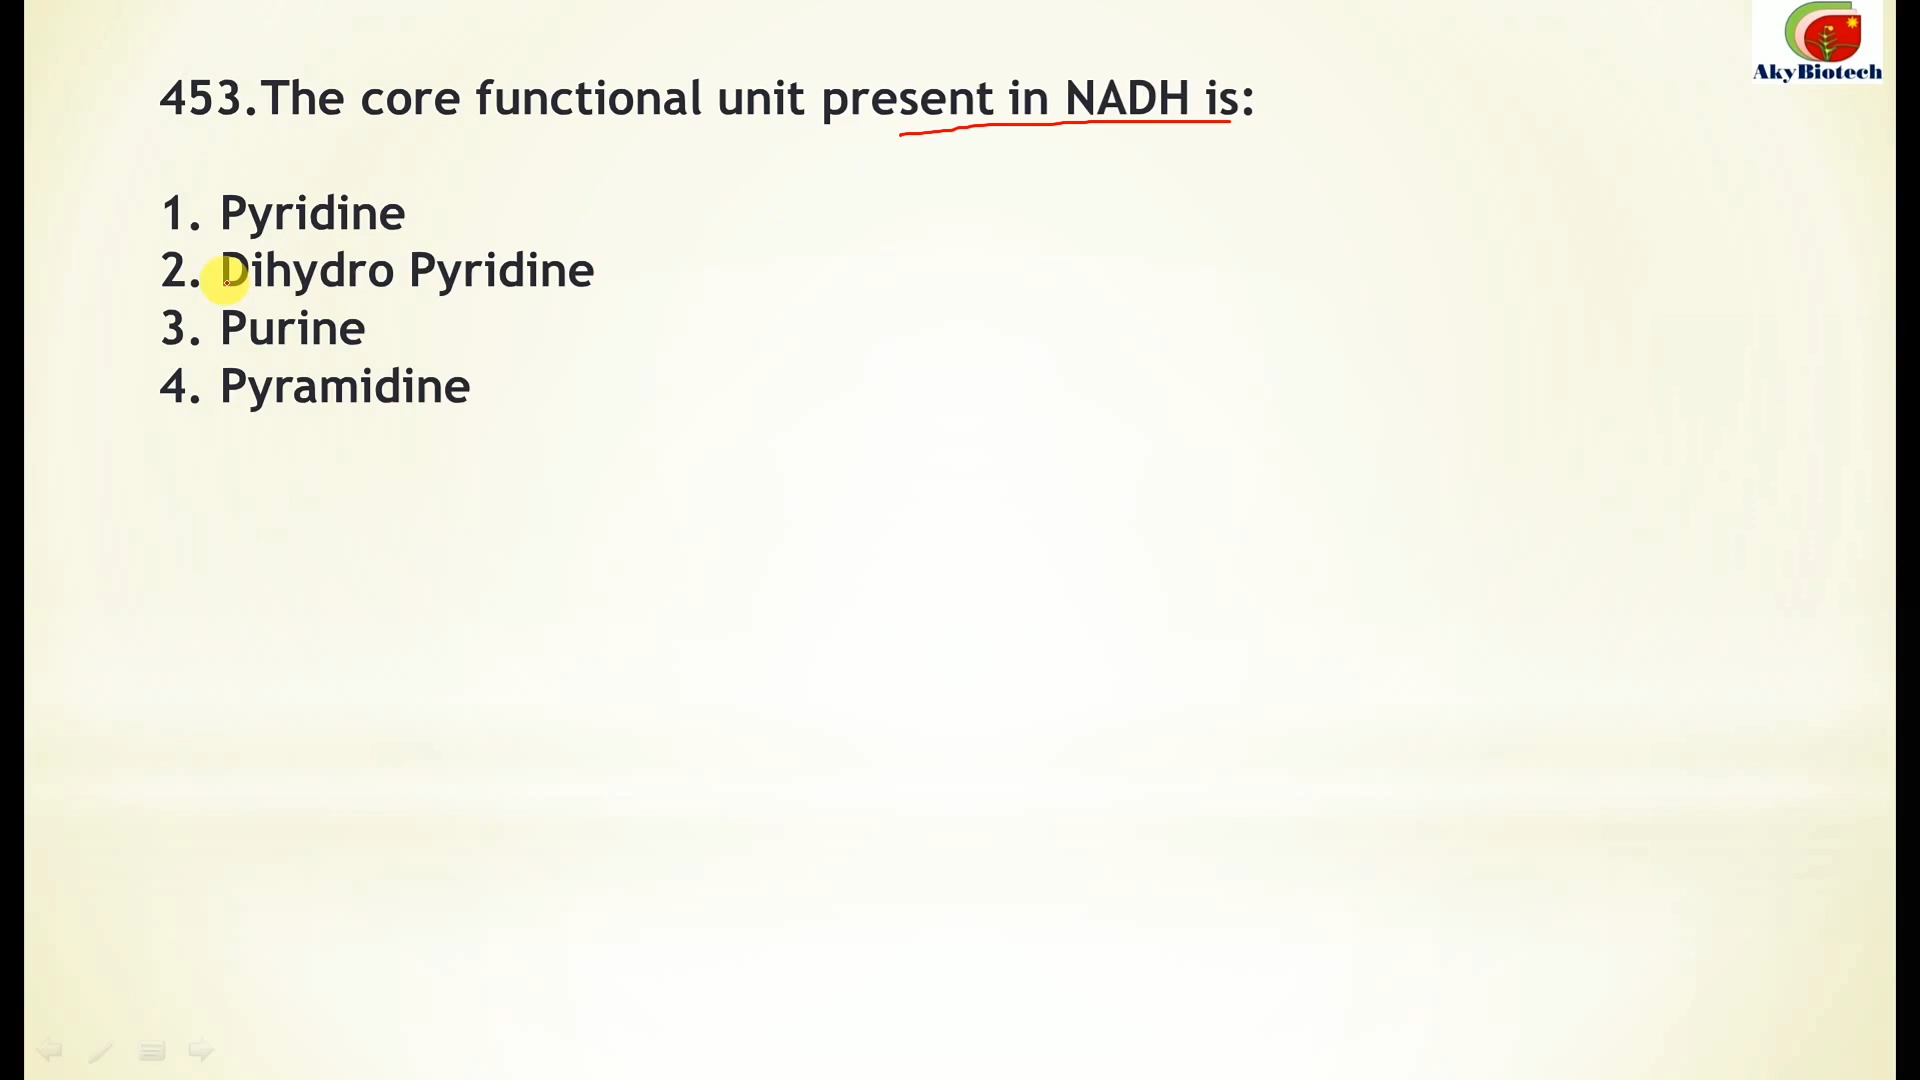 AkyBiotech
453.The core functional unit present in NADH is:
1. Pyridine
2. Dihydro Pyridine
3. Purine
4. Pyramidine